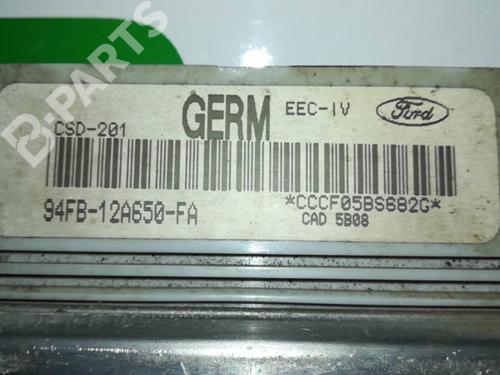 B-PARTS
CSD-201 GERM EEC-IV Ford
94FB-12A650-FA *CCCF05BS682G*
CAD 5B08